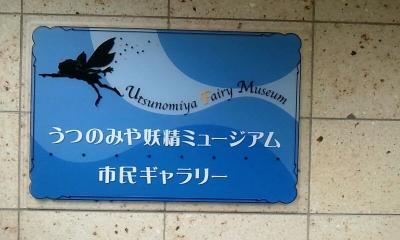 Utsunomiya Fairy Museum
うつのみや妖精ミュージアム
市民ギャラリー